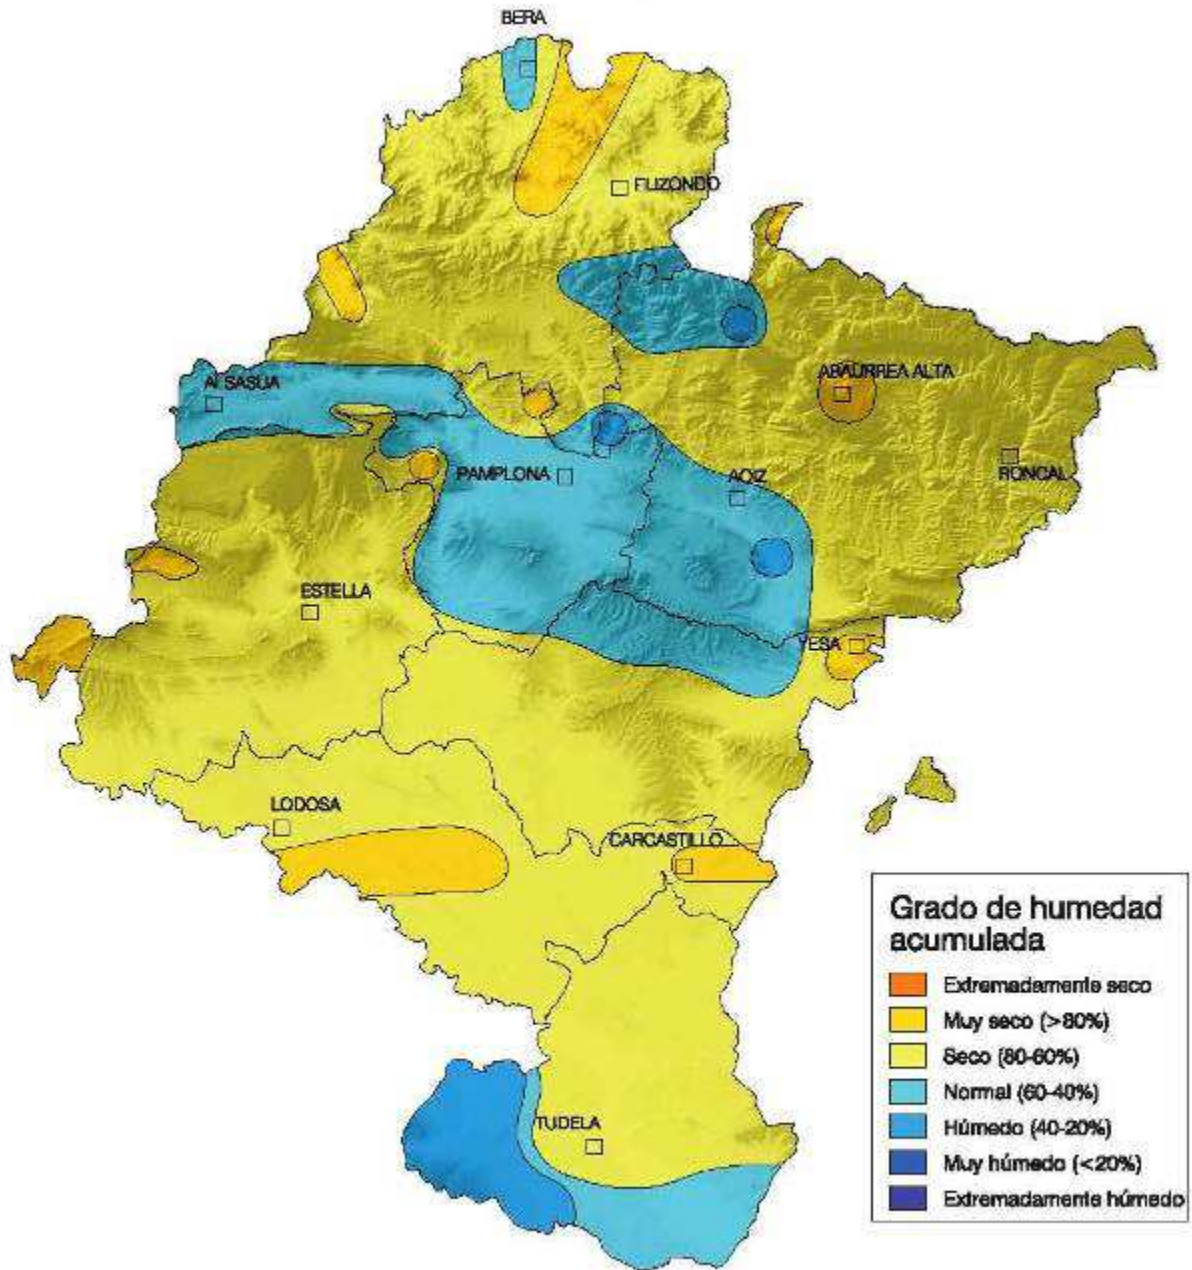 BERA
ELIZONDO
ALSASUA
ABAURREA ALTA
PAMPLONA
AOIZ
RONCAL
ESTELLA
YESA
LODOSA
CARCASTILLO
TUDELA
Grado de humedad
acumulada
Extremadamente seco
Muy seco (>80%)
Seco (80-60%)
Normal (60-40%)
Húmedo (40-20%)
Muy húmedo (<20%)
Extremadamente húmedo